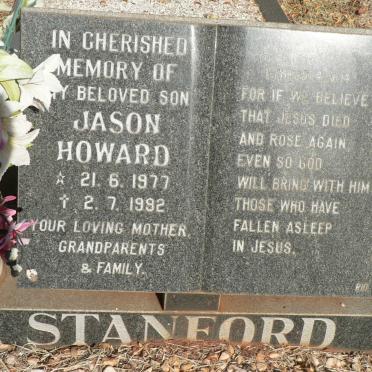 IN CHERISHED
MEMORY OF
MY BELOVED SON
JASON
HOWARD
☆ 21.6.1977
✝ 2.7.1992
YOUR LOVING MOTHER,
GRANDPARENTS
& FAMILY.
FOR IF WE BELIEVE
THAT JESUS DIED
AND ROSE AGAIN,
EVEN SO GOD
WILL BRING WITH HIM
THOSE WHO HAVE
FALLEN ASLEEP
IN JESUS.
STANFORD